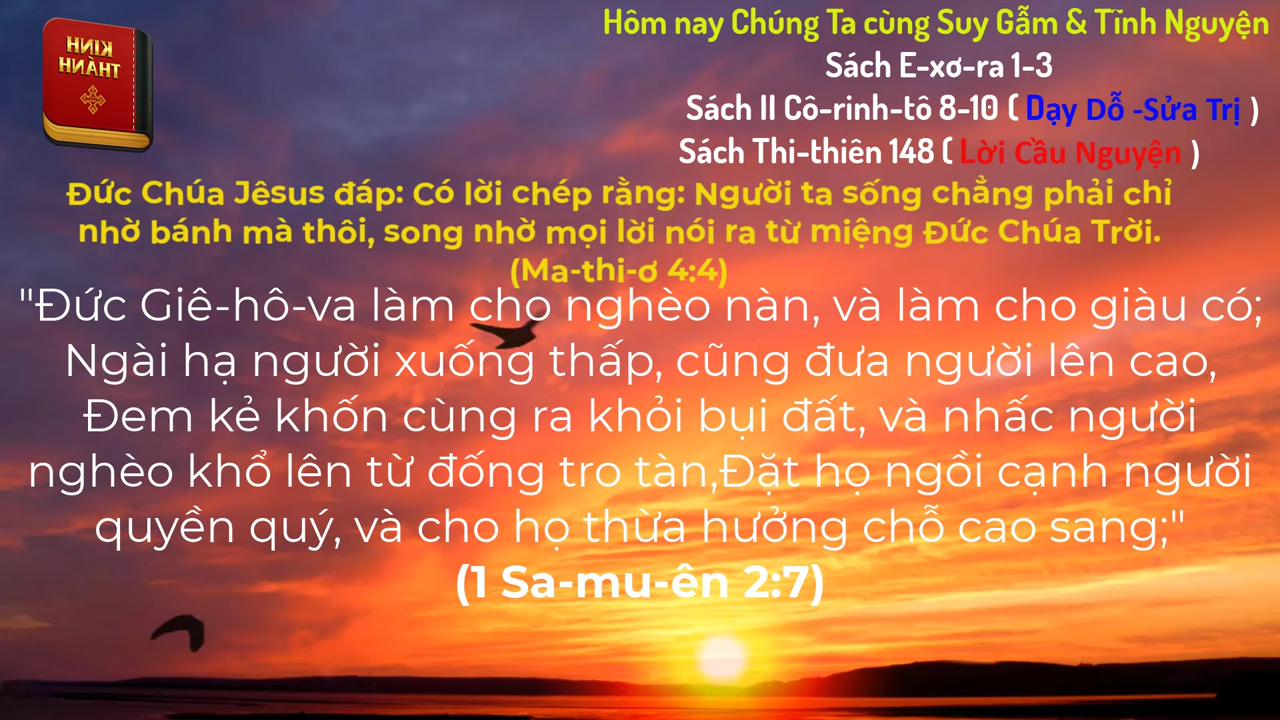 KINH
THÀNH
Hôm nay Chúng Ta cùng Suy Gẫm & Tĩnh Nguyện
Sách E-xơ-ra 1-3
Sách II Cô-rinh-tô 8-10 ( Dạy Dỗ -Sửa Trị )
Sách Thi-thiên 148 ( Lời Cầu Nguyện )
Đức Chúa Jêsus đáp: Có lời chép rằng: Người ta sống chẳng phải chỉ
nhờ bánh mà thôi, song nhờ mọi lời nói ra từ miệng Đức Chúa Trời.
(Ma-thi-ơ 4:4)
"Đức Giê-hô-va làm cho nghèo nàn, và làm cho giàu có;
Ngài hạ người xuống thấp, cũng đưa người lên cao,
Đem kẻ khốn cùng ra khỏi bụi đất, và nhấc người
nghèo khổ lên từ đống tro tàn,Đặt họ ngồi cạnh người
quyền quý, và cho họ thừa hưởng chỗ cao sang;"
(1 Sa-mu-ên 2:7)